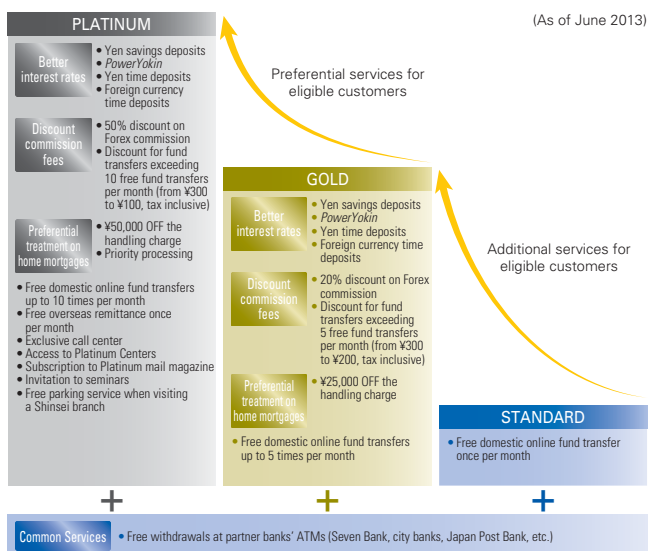 (As of June 2013)
PLATINUM
Better
interest rates
• Yen savings deposits
• PowerYokin
• Yen time deposits
• Foreign currency
time deposits
Discount
commission
fees
• 50% discount on
Forex commission
• Discount for fund
transfers exceeding
10 free fund transfers
per month (from ¥300
to ¥100, tax inclusive)
Preferential
treatment on
home mortgages
• ¥50,000 OFF the
handling charge
• Priority processing
• Free domestic online fund transfers
up to 10 times per month
• Free overseas remittance once
per month
• Exclusive call center
• Access to Platinum Centers
• Subscription to Platinum mail magazine
• Invitation to seminars
• Free parking service when visiting
a Shinsei branch
Preferential services for
eligible customers
GOLD
Better
interest rates
• Yen savings deposits
• PowerYokin
• Yen time deposits
• Foreign currency time
deposits
Discount
commission
fees
• 20% discount on Forex
commission
• Discount for fund
transfers exceeding
5 free fund transfers
per month (from ¥300
to ¥200, tax inclusive)
Preferential
treatment on
home mortgages
• ¥25,000 OFF the
handling charge
• Free domestic online fund transfers
up to 5 times per month
Additional services for
eligible customers
STANDARD
• Free domestic online fund transfer
once per month
+ + +
Common Services
• Free withdrawals at partner banks' ATMs (Seven Bank, city banks, Japan Post Bank, etc.)